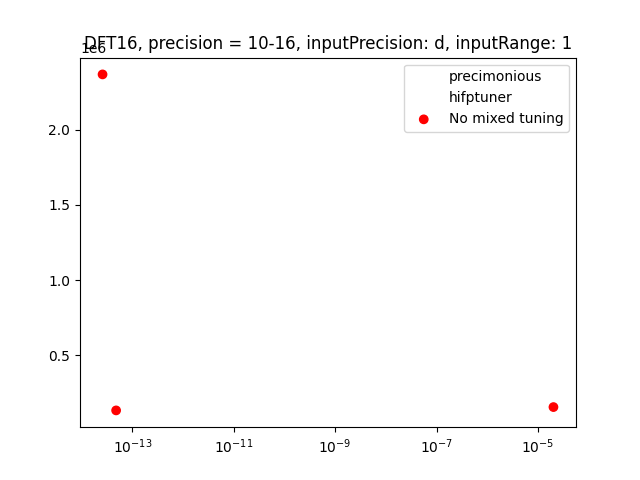 DFT16, precision = 10-16, inputPrecision: d, inputRange: 1
1e6
precimonious
hifptuner
No mixed tuning
2.0
1.5
1.0
0.5
10⁻¹³ 10⁻¹¹ 10⁻⁹ 10⁻⁷ 10⁻⁵